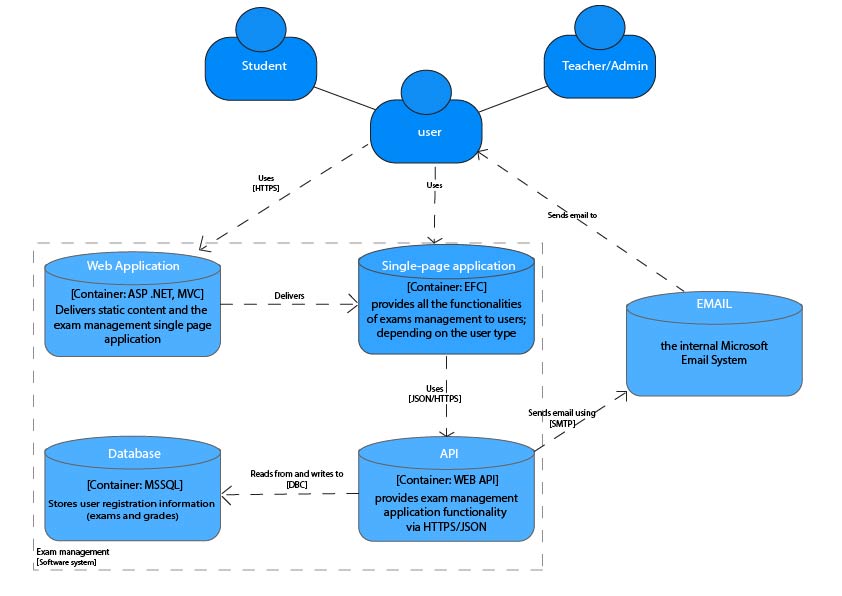 Student
Teacher/Admin
user
Uses
[HTTPS]
Uses
Sends email to
Web Application
[Container: ASP .NET, MVC]
Delivers static content and the
exam management single page
application
Delivers
Single-page application
[Container: EFC]
provides all the functionalities
of exams management to users;
depending on the user type
EMAIL
the internal Microsoft
Email System
Uses
[JSON/HTTPS]
Sends email using
[SMTP]
Database
[Container: MSSQL]
Stores user registration information
(exams and grades)
Reads from and writes to
[DBC]
API
[Container: WEB API]
provides exam management
application functionality
via HTTPS/JSON
Exam management
[Software system]